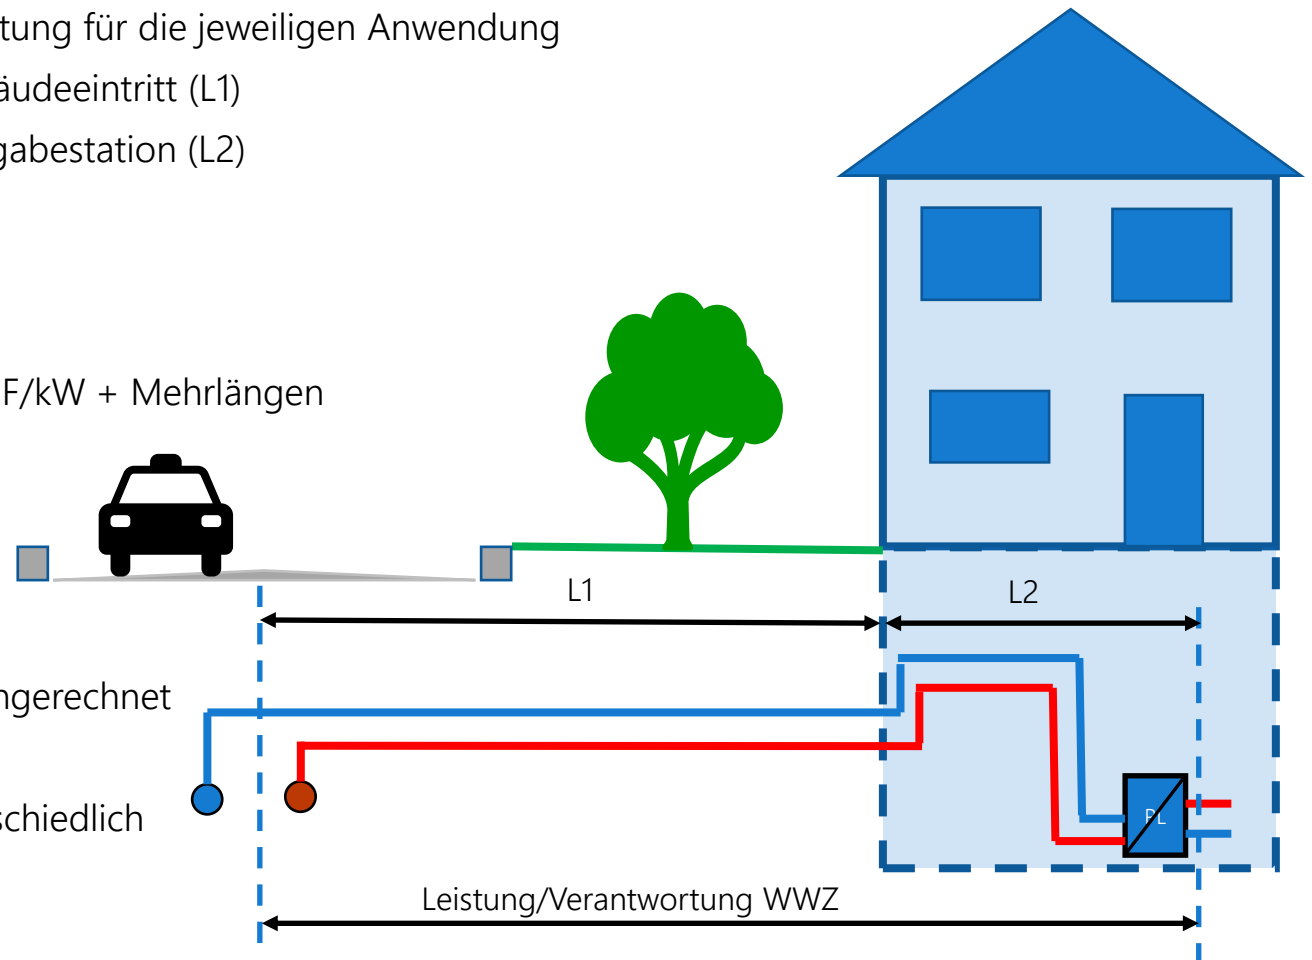 tung für die jeweiligen Anwendung
äudeeintritt (L1)
gabestation (L2)
F/kW + Mehrlängen
L1
L2
ngerechnet
schiedlich
Leistung/Verantwortung WWZ